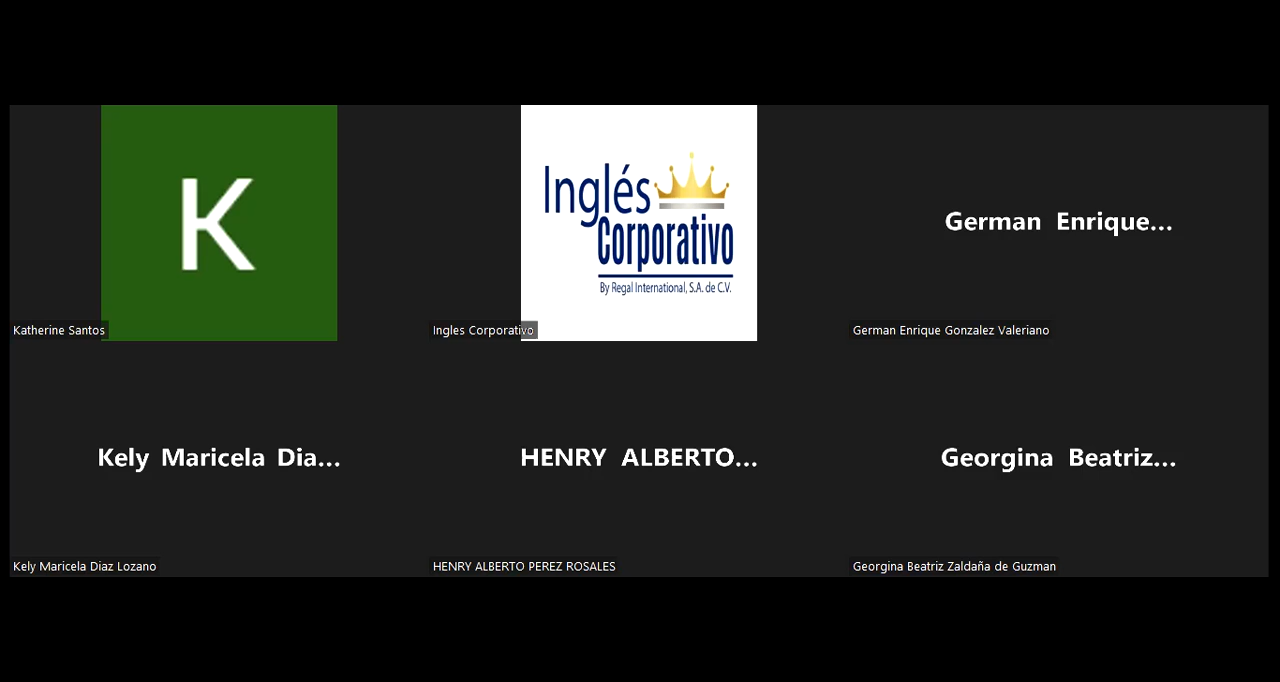 K
Inglés
Corporativo
By Regal International, S.A. de C.V.
German Enrique...
Katherine Santos
Ingles Corporativo
German Enrique Gonzalez Valeriano
Kely Maricela Dia...
HENRY ALBERTO...
Georgina Beatriz...
Kely Maricela Diaz Lozano
HENRY ALBERTO PEREZ ROSALES
Georgina Beatriz Zaldaña de Guzman